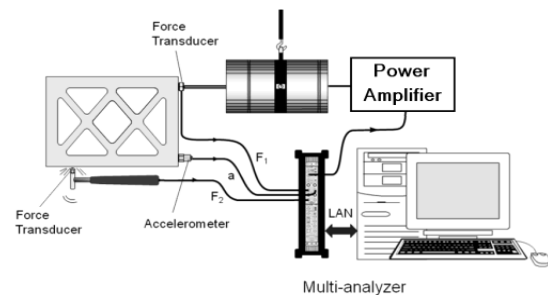 Force
Transducer
Power
Amplifier
F1
a
F2
Force
Transducer
Accelerometer
LAN
Multi-analyzer